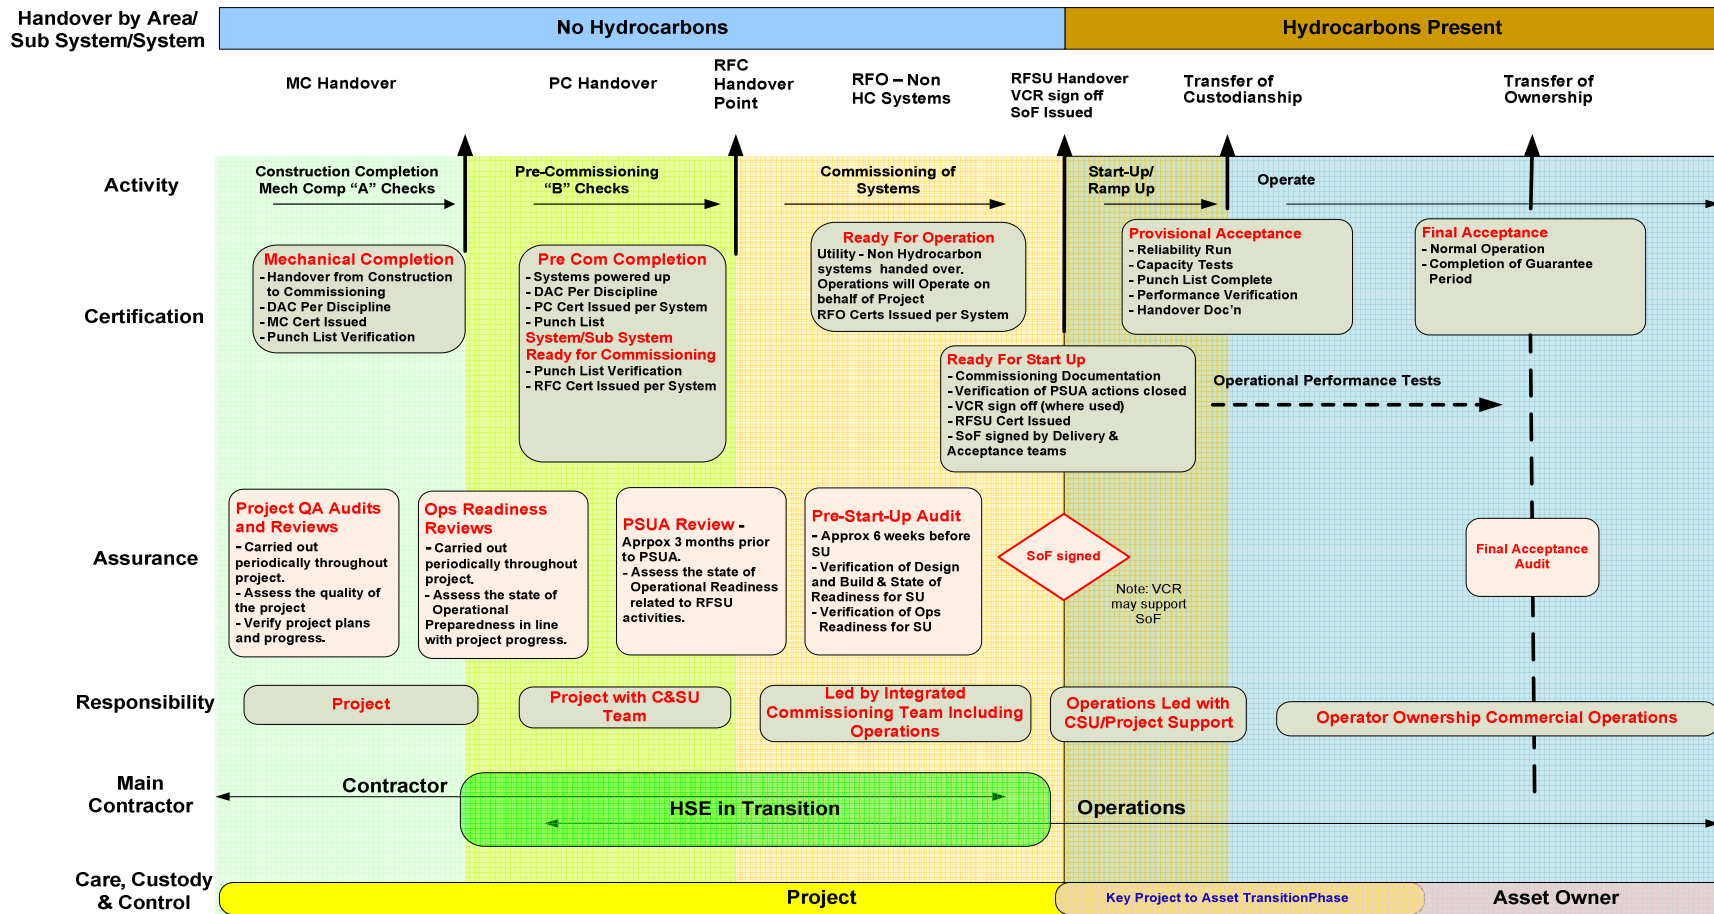 Handover by Area/
Sub System/System
No Hydrocarbons
Hydrocarbons Present
MC Handover
PC Handover
RFC
Handover
Point
RFO – Non
HC Systems
RFSU Handover
VCR sign off
SoF Issued
Transfer of
Custodianship
Transfer of
Ownership
Activity
Construction Completion
Mech Comp “A” Checks
Pre-Commissioning
“B” Checks
Commissioning of
Systems
Start-Up/
Ramp Up
Operate
Certification
Mechanical Completion
- Handover from Construction
to Commissioning
- DAC Per Discipline
- MC Cert Issued
- Punch List Verification
Pre Com Completion
- Systems powered up
- DAC Per Discipline
- PC Cert Issued per System
- Punch List
System/Sub System
Ready for Commissioning
- Punch List Verification
- RFC Cert Issued per System
Ready For Operation
Utility - Non Hydrocarbon
systems handed over.
Operations will Operate on
behalf of Project
RFO Certs Issued per System
Provisional Acceptance
- Reliability Run
- Capacity Tests
- Punch List Complete
- Performance Verification
- Handover Doc’n
Final Acceptance
- Normal Operation
- Completion of Guarantee
Period
Ready For Start Up
- Commissioning Documentation
- Verification of PSUA actions closed
- VCR sign off (where used)
- RFSU Cert Issued
- SoF signed by Delivery &
Acceptance teams
Operational Performance Tests
Assurance
Project QA Audits
and Reviews
- Carried out
periodically throughout
project.
- Assess the quality of
the project
- Verify project plans
and progress.
Ops Readiness
Reviews
- Carried out
periodically throughout
project.
- Assess the state of
Operational
Preparedness in line
with project progress.
PSUA Review -
Aprpox 3 months prior
to PSUA.
- Assess the state of
Operational Readiness
related to RFSU
activities.
Pre-Start-Up Audit
- Approx 6 weeks before
SU
- Verification of Design
and Build & State of
Readiness for SU
- Verification of Ops
Readiness for SU
SoF signed
Note: VCR
may support
SoF
Final Acceptance
Audit
Responsibility
Project
Project with C&SU
Team
Led by Integrated
Commissioning Team Including
Operations
Operations Led with
CSU/Project Support
Operator Ownership Commercial Operations
Main
Contractor
Contractor
HSE in Transition
Operations
Care, Custody
& Control
Project
Key Project to Asset TransitionPhase
Asset Owner